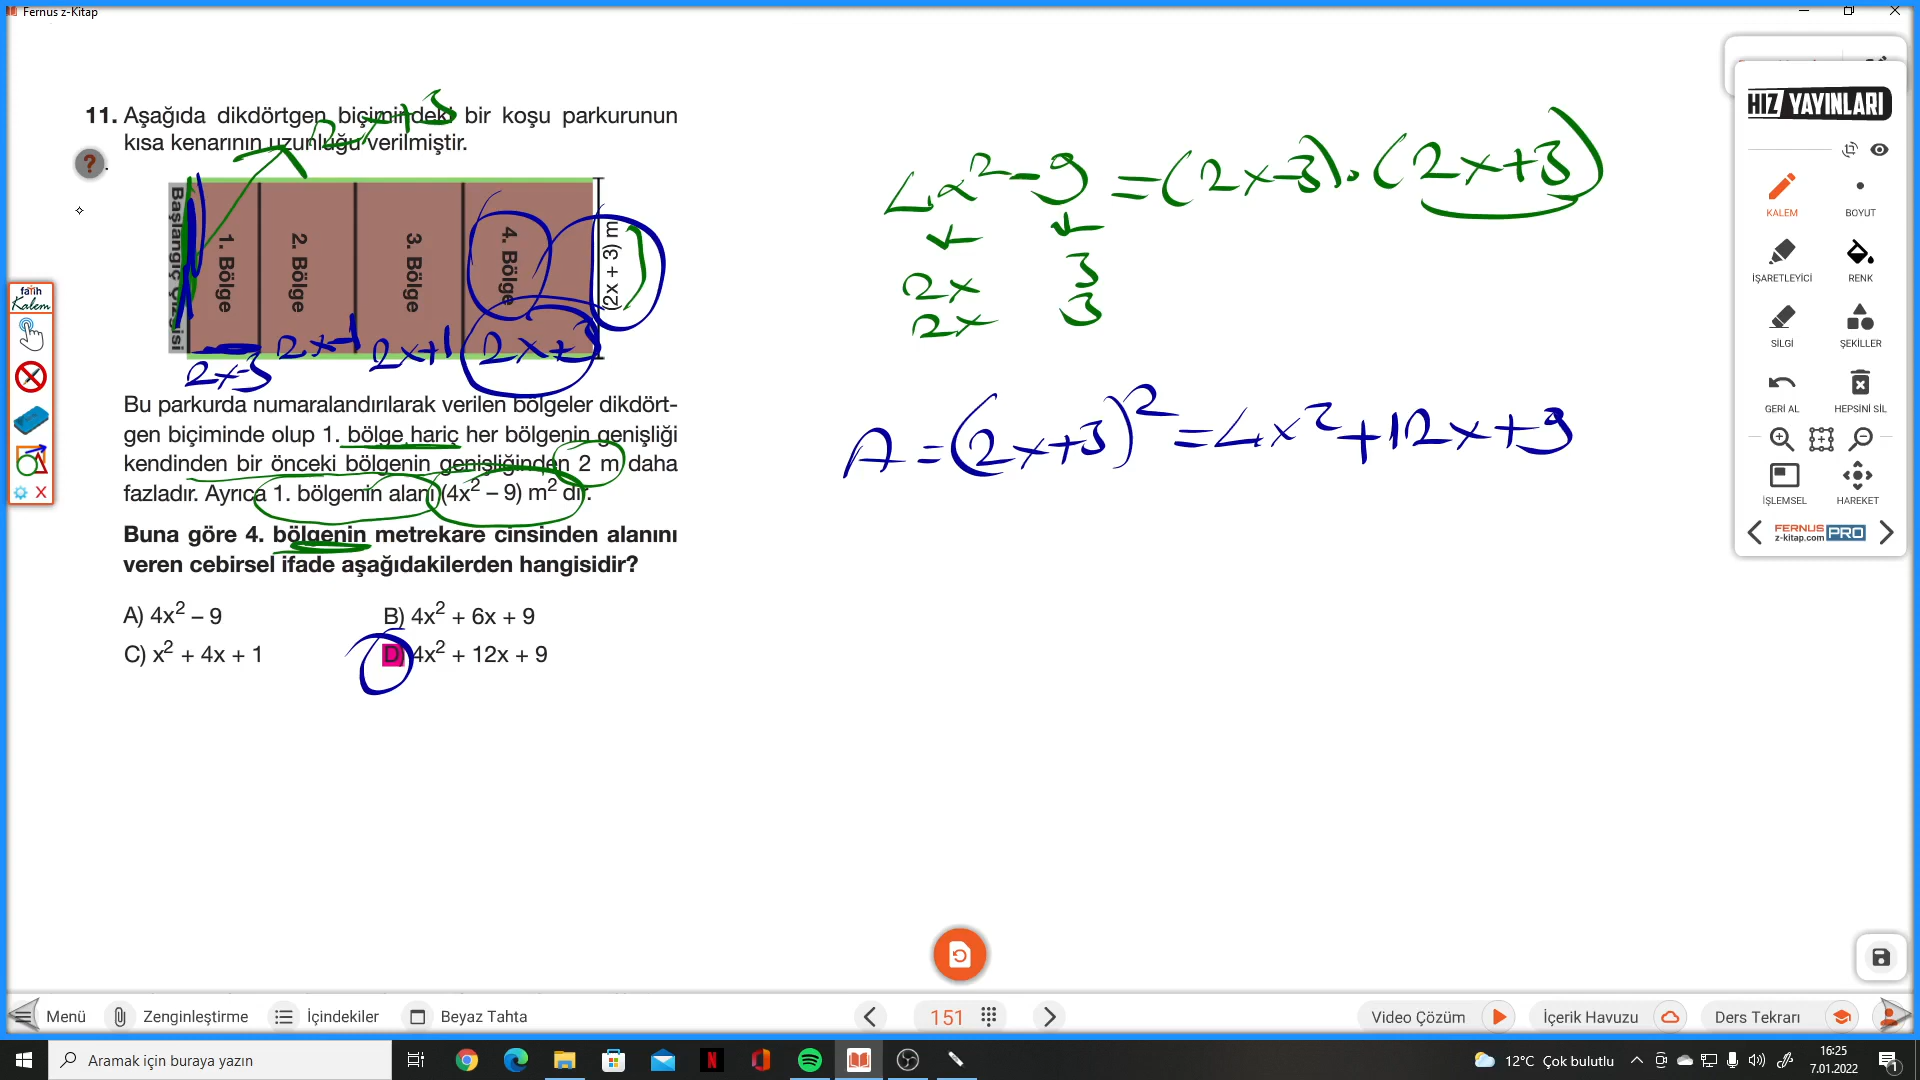 Fernus z-Kitap
11. Aşağıda dikdörtgen biçimindeki bir koşu parkurunun
kısa kenarının uzunluğu verilmiştir.
2x+3
Başlangıç Çizgisi
1. Bölge
2. Bölge
3. Bölge
4. Bölge
(2x + 3) m
2x-3
2x-1
2x+1
2x+3
Bu parkurda numaralandırılarak verilen bölgeler dikdört-
gen biçiminde olup 1. bölge hariç her bölgenin genişliği
kendinden bir önceki bölgenin genişliğinden 2 m daha
fazladır. Ayrıca 1. bölgenin alanı (4x² – 9) m² dir.
Buna göre 4. bölgenin metrekare cinsinden alanını
veren cebirsel ifade aşağıdakilerden hangisidir?
A) 4x² – 9
B) 4x² + 6x + 9
C) x² + 4x + 1
D) 4x² + 12x + 9
4x²-9=(2x-3).(2x+3)
2x 3
2x 3
A=(2x+3)²=4x²+12x+9
HIZ YAYINLARI
KALEM
BOYUT
İŞARETLEYİCİ
RENK
SİLGİ
ŞEKİLLER
GERİ AL
HEPSİNİ SİL
İŞLEMSEL
HAREKET
FERNUS
z-kitap.com PRO
fatih
Kalem
Menü
Zenginleştirme
İçindekiler
Beyaz Tahta
151
Video Çözüm
İçerik Havuzu
Ders Tekrarı
Aramak için buraya yazın
12°C Çok bulutlu
16:25
7.01.2022
1